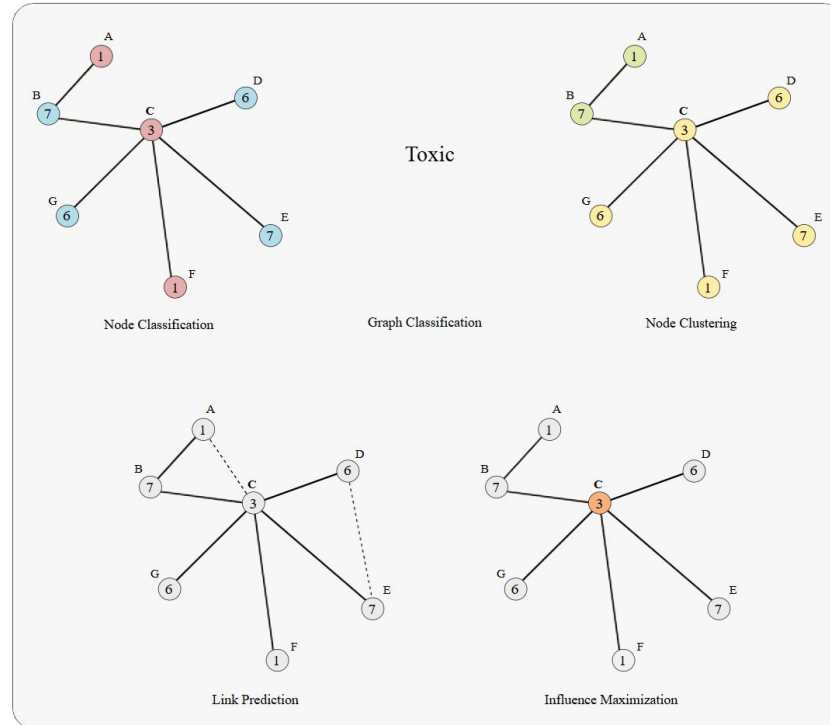 A
1
B
7
C
3
D
6
G
6
E
7
F
1
Node Classification
Toxic
Graph Classification
A
1
B
7
C
3
D
6
G
6
E
7
F
1
Node Clustering
A
1
B
7
C
3
D
6
G
6
E
7
F
1
Link Prediction
A
1
B
7
C
3
D
6
G
6
E
7
F
1
Influence Maximization